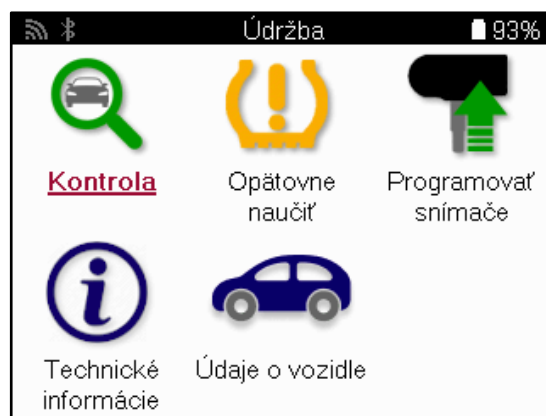 Údržba 93%
Kontrola
Opätovne
naučiť
Programovať
snímače
Technické
informácie
Údaje o vozidle